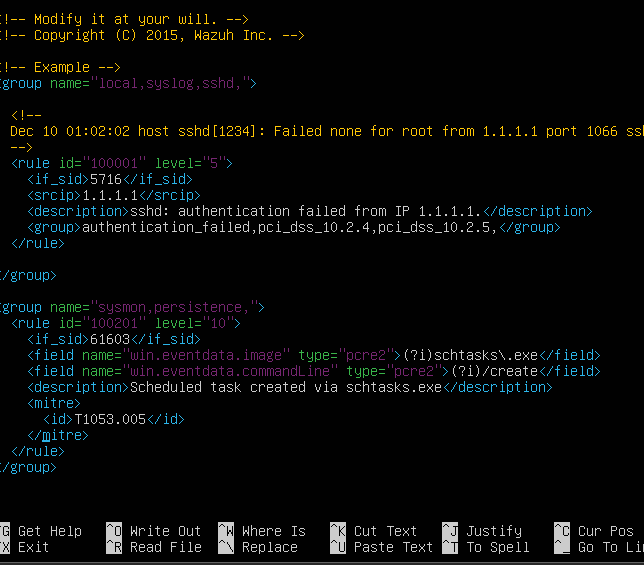 !-- Modify it at your will. -->
!-- Copyright (C) 2015, Wazuh Inc. -->
!-- Example -->
group name="local,syslog,sshd,">
<!--
Dec 10 01:02:02 host sshd[1234]: Failed none for root from 1.1.1.1 port 1066 ssh
-->
<rule id="100001" level="5">
<if_sid>5716</if_sid>
<srcip>1.1.1.1</srcip>
<description>sshd: authentication failed from IP 1.1.1.1.</description>
<group>authentication_failed,pci_dss_10.2.4,pci_dss_10.2.5,</group>
</rule>
/group>
group name="sysmon,persistence,">
<rule id="100201" level="10">
<if_sid>61603</if_sid>
<field name="win.eventdata.image" type="pcre2">(?i)schtasks\.exe</field>
<field name="win.eventdata.commandLine" type="pcre2">(?i)/create</field>
<description>Scheduled task created via schtasks.exe</description>
<mitre>
<id>T1053.005</id>
</mitre>
</rule>
</group>
^G Get Help ^O Write Out ^W Where Is ^K Cut Text ^J Justify ^C Cur Pos
^X Exit ^R Read File ^\ Replace ^U Paste Text ^T To Spell ^_ Go To Lin